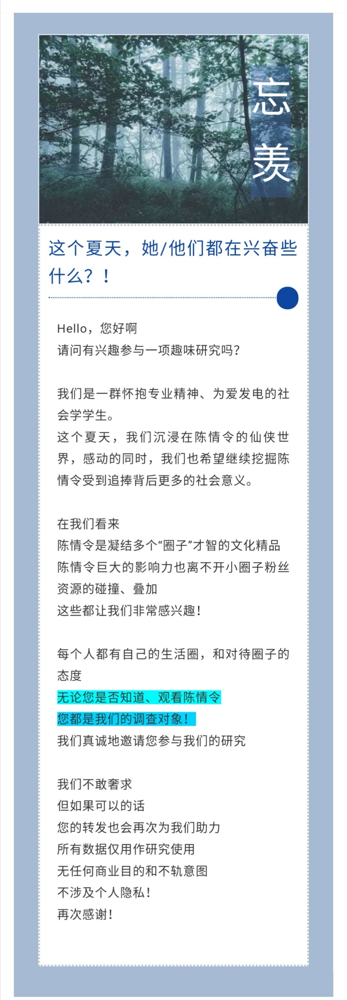 忘
羡
这个夏天，她/他们都在兴奋些
什么？！
Hello，您好啊
请问有兴趣参与一项趣味研究吗？
我们是一群怀抱专业精神、为爱发电的社
会学学生。
这个夏天，我们沉浸在陈情令的仙侠世
界，感动的同时，我们也希望继续挖掘陈
情令受到追捧背后更多的社会意义。
在我们看来
陈情令是凝结多个“圈子”才智的文化精品
陈情令巨大的影响力也离不开小圈子粉丝
资源的碰撞、叠加
这些都让我们非常感兴趣！
每个人都有自己的生活圈，和对待圈子的
态度
无论您是否知道、观看陈情令
您都是我们的调查对象！
我们真诚地邀请您参与我们的研究
我们不敢奢求
但如果可以的话
您的转发也会再次为我们助力
所有数据仅用作研究使用
无任何商业目的和不轨意图
不涉及个人隐私！
再次感谢！